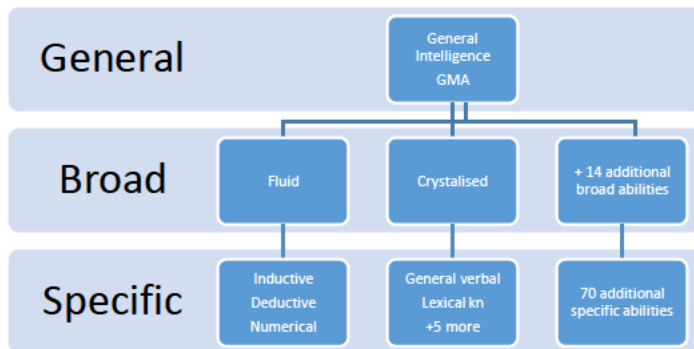 General
General
Intelligence
GMA
Broad
Fluid
Crystalised
+ 14 additional
broad abilities
Specific
Inductive
Deductive
Numerical
General verbal
Lexical kn
+5 more
70 additional
specific abilities